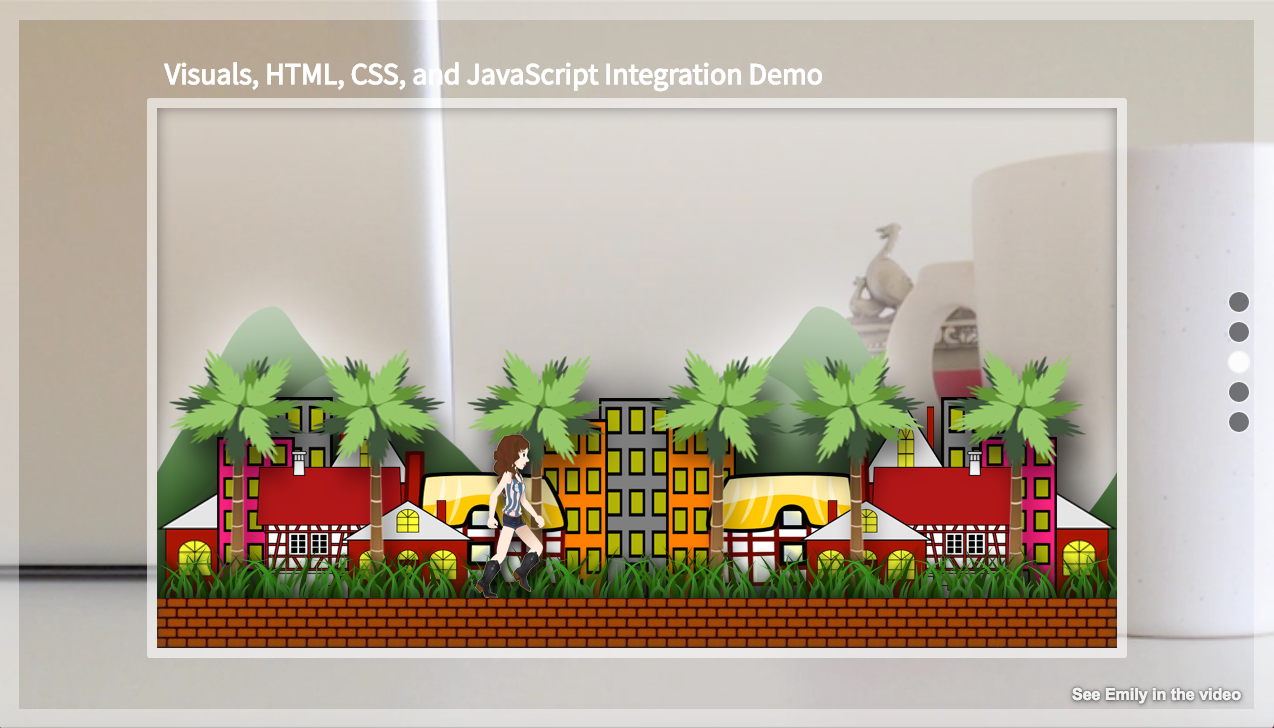 Visuals, HTML, CSS, and JavaScript Integration Demo
See Emily in the video